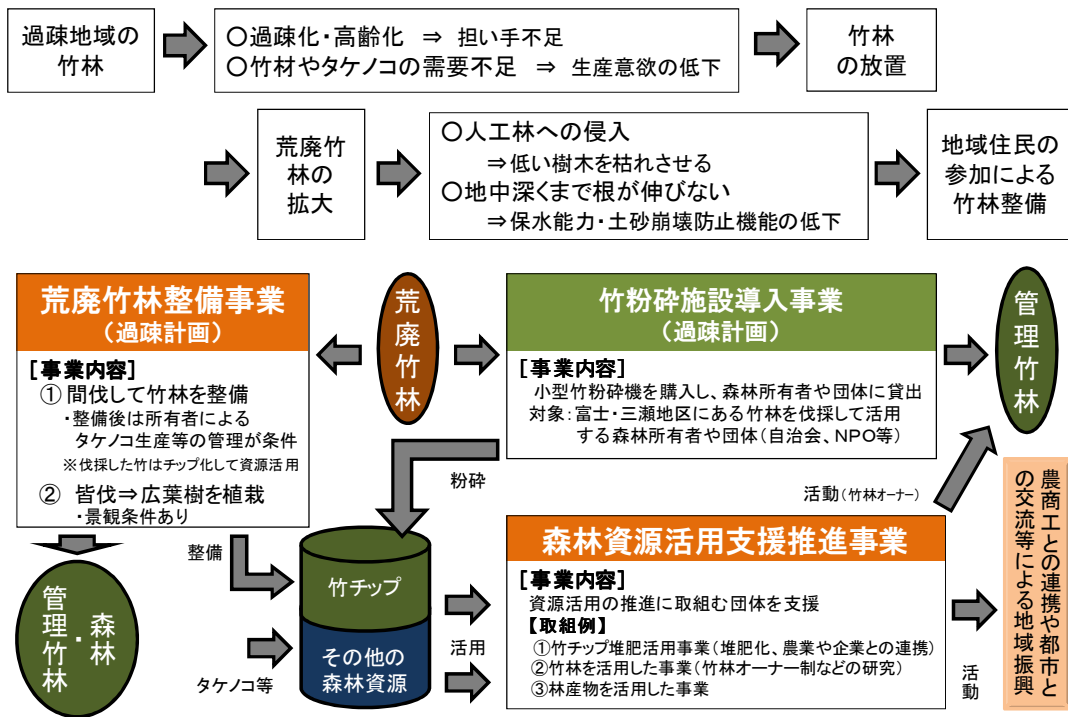 過疎地域の
竹林
○過疎化・高齢化 ⇒ 担い手不足
○竹材やタケノコの需要不足 ⇒ 生産意欲の低下
竹林
の放置
荒廃竹
林の
拡大
○人工林への侵入
⇒低い樹木を枯れさせる
○地中深くまで根が伸びない
⇒保水能力・土砂崩壊防止機能の低下
地域住民の
参加による
竹林整備
荒廃竹林整備事業
(過疎計画)
[事業内容]
① 間伐して竹林を整備
・整備後は所有者による
タケノコ生産等の管理が条件
※伐採した竹はチップ化して資源活用
② 皆伐⇒広葉樹を植栽
・景観条件あり
荒廃竹林
竹粉砕施設導入事業
(過疎計画)
[事業内容]
小型竹粉砕機を購入し、森林所有者や団体に貸出
対象:富士・三瀬地区にある竹林を伐採して活用
する森林所有者や団体(自治会、NPO等)
管理竹林
粉砕
活動(竹林オーナー)
整備
森林・
管理竹林
タケノコ等
竹チップ
その他の
森林資源
活用
森林資源活用支援推進事業
[事業内容]
資源活用の推進に取組む団体を支援
【取組例】
①竹チップ堆肥活用事業(堆肥化、農業や企業との連携)
②竹林を活用した事業(竹林オーナー制などの研究)
③林産物を活用した事業
活動
農商工との連携や都市と
の交流等による地域振興